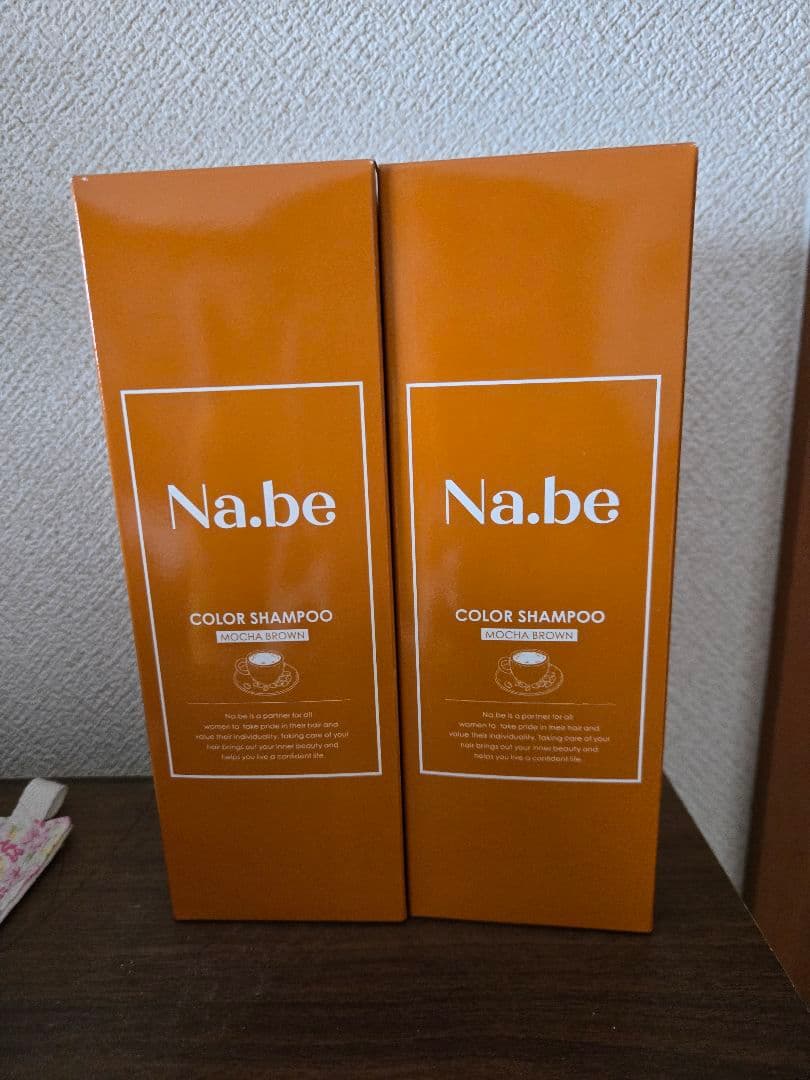 Na.be
COLOR SHAMPOO
MOCHA BROWN
Na.be is a partner for all
women to take pride in their hair and
value their individuality. Taking care of your
hair brings out your inner beauty and
helps you live a confident life.
Na.be
COLOR SHAMPOO
MOCHA BROWN
Na.be is a partner for all
women to take pride in their hair and
value their individuality. Taking care of your
hair brings out your inner beauty and
helps you live a confident life.